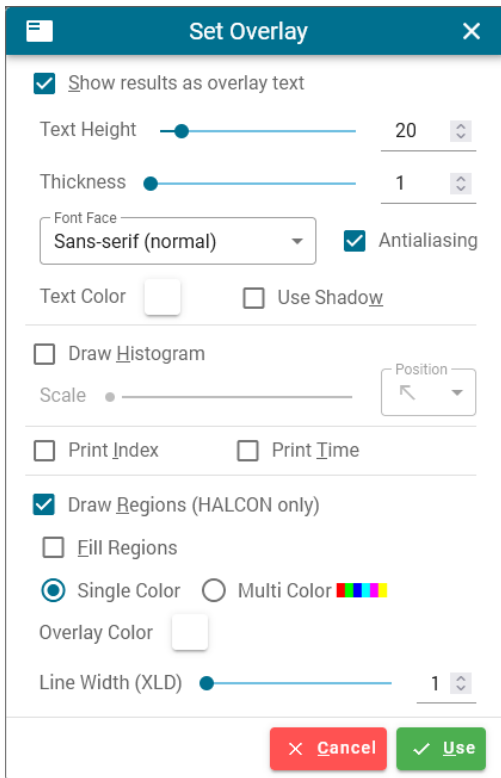 Set Overlay
Show results as overlay text
Text Height 20
Thickness 1
Font Face
Sans-serif (normal) Antialiasing
Text Color Use Shadow
Draw Histogram
Position
Scale
Print Index Print Time
Draw Regions (HALCON only)
Fill Regions
Single Color Multi Color
Overlay Color
Line Width (XLD) 1
Cancel Use